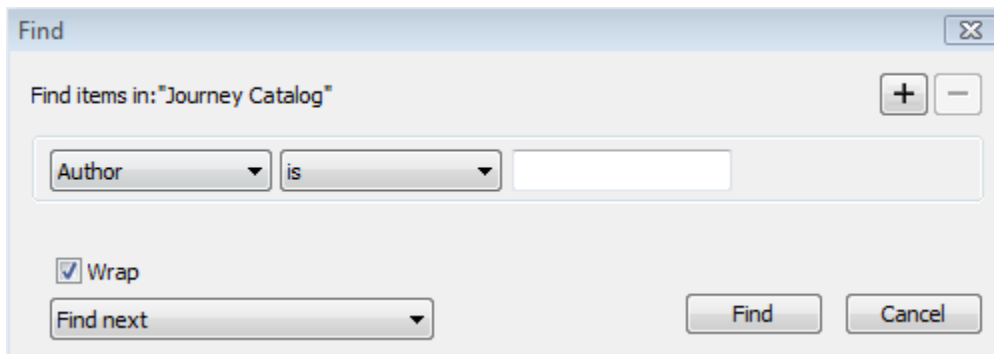 Find
Find items in:"Journey Catalog"
+ −
Author is
Wrap
Find next Find Cancel